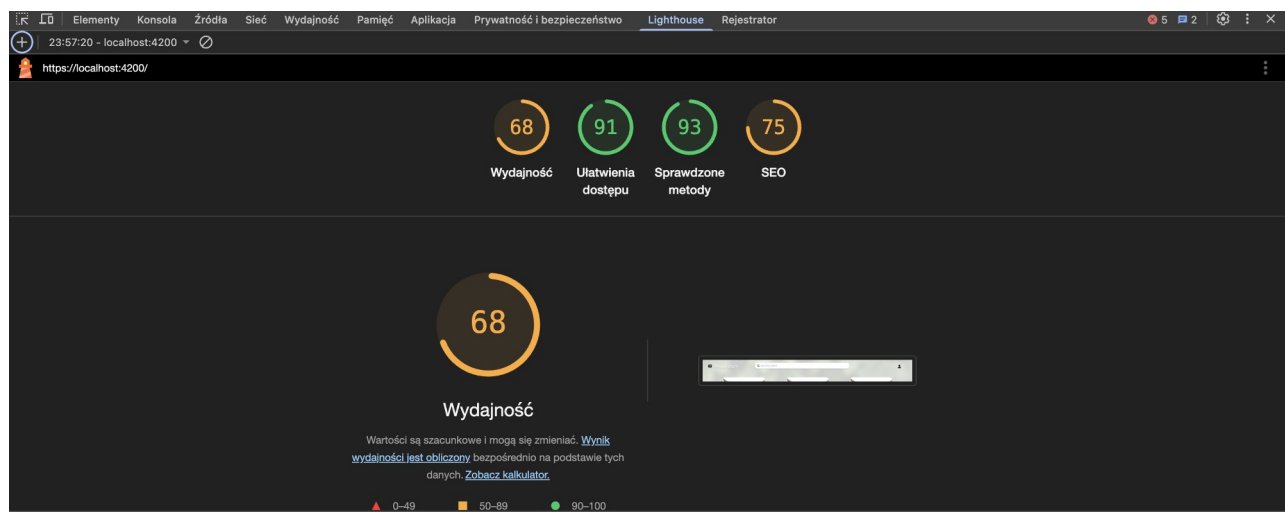 Elementy Konsola Źródła Sieć Wydajność Pamięć Aplikacja Prywatność i bezpieczeństwo Lighthouse Rejestrator 5 2
23:57:20 - localhost:4200
https://localhost:4200/
68 91 93 75
Wydajność Ułatwienia dostępu Sprawdzone metody SEO
68
Wydajność
Wartości są szacunkowe i mogą się zmieniać. Wynik
wydajności jest obliczony bezpośrednio na podstawie tych
danych. Zobacz kalkulator.
0–49 50–89 90–100